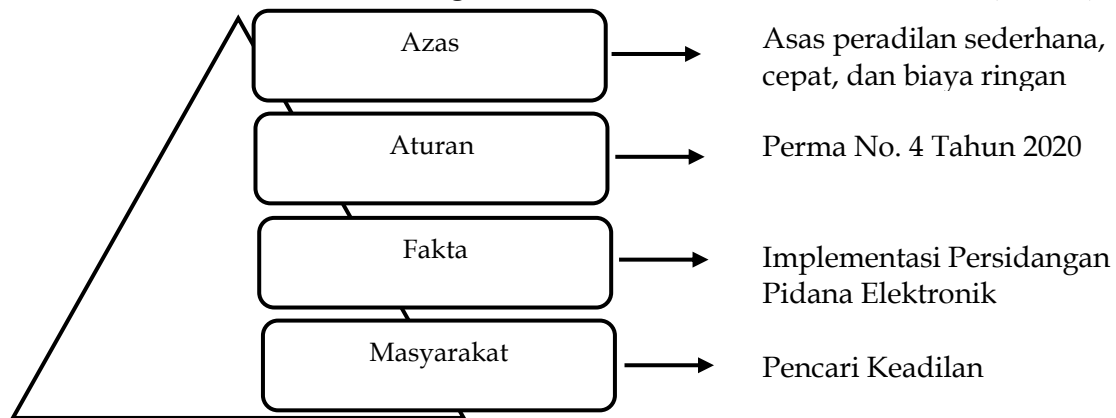 Azas
Asas peradilan sederhana,
cepat, dan biaya ringan
Aturan
Perma No. 4 Tahun 2020
Fakta
Implementasi Persidangan
Pidana Elektronik
Masyarakat
Pencari Keadilan